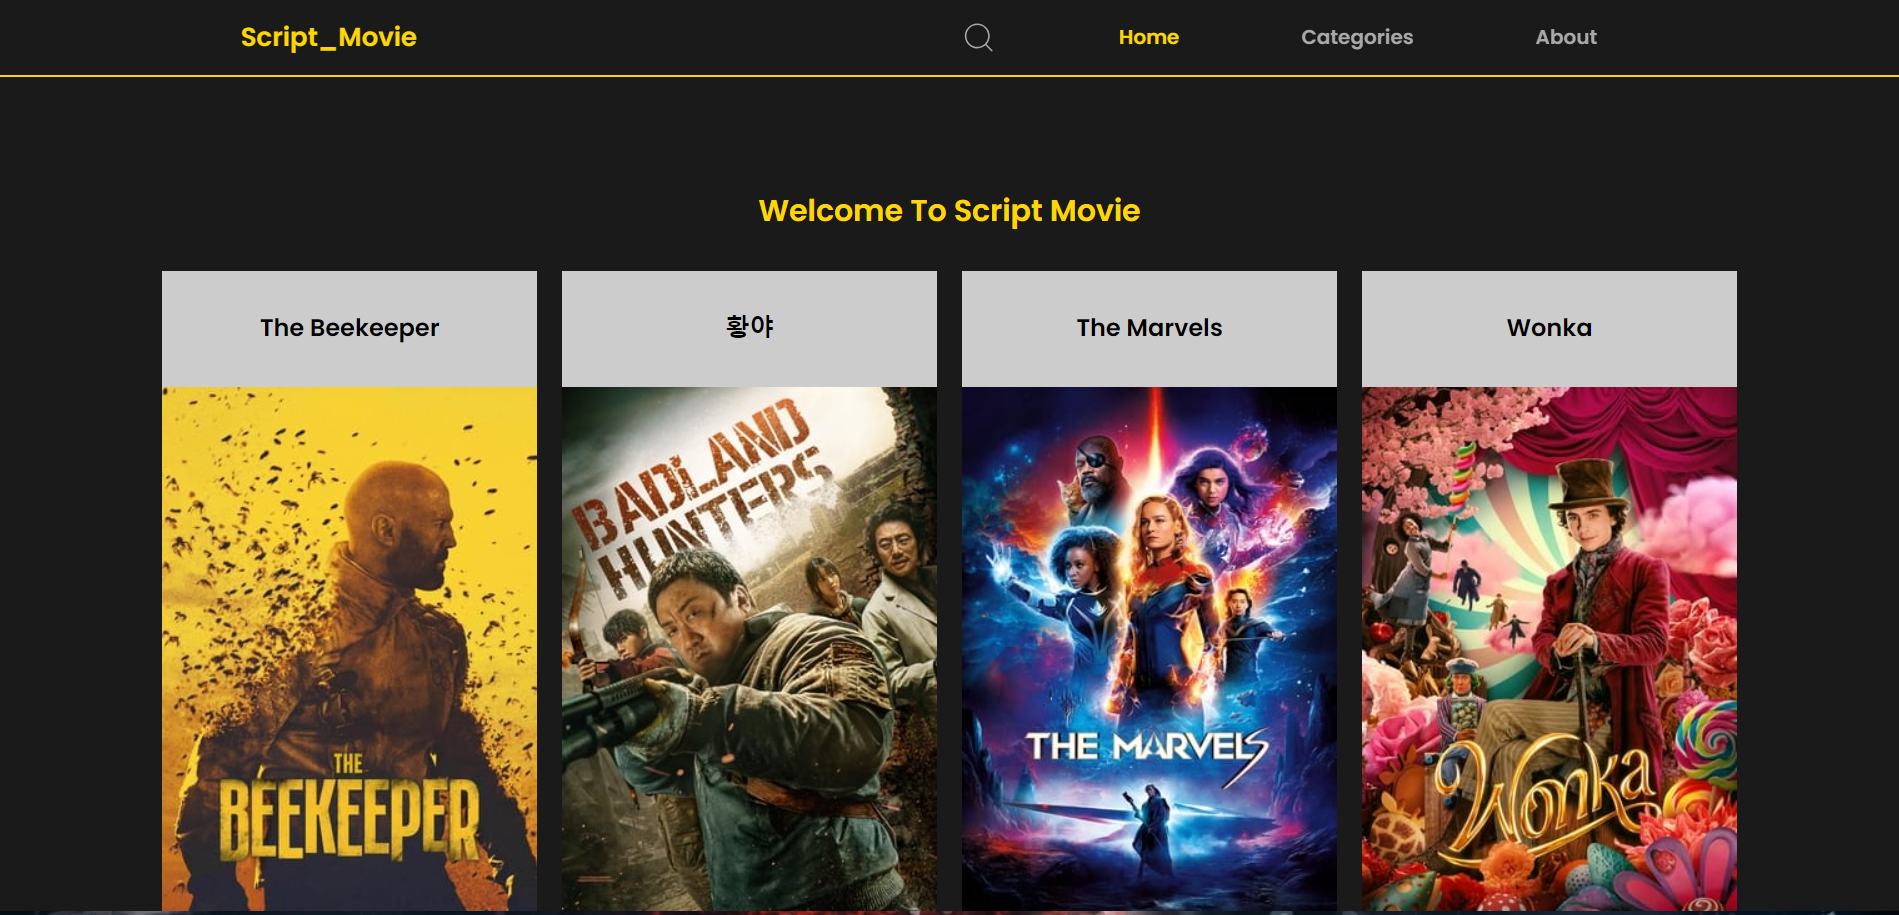 Script_Movie
Home
Categories
About
Welcome To Script Movie
The Beekeeper
황야
The Marvels
Wonka
THE
BEEKEEPER
BADLAND
HUNTERS
THE MARVELS
Wonka